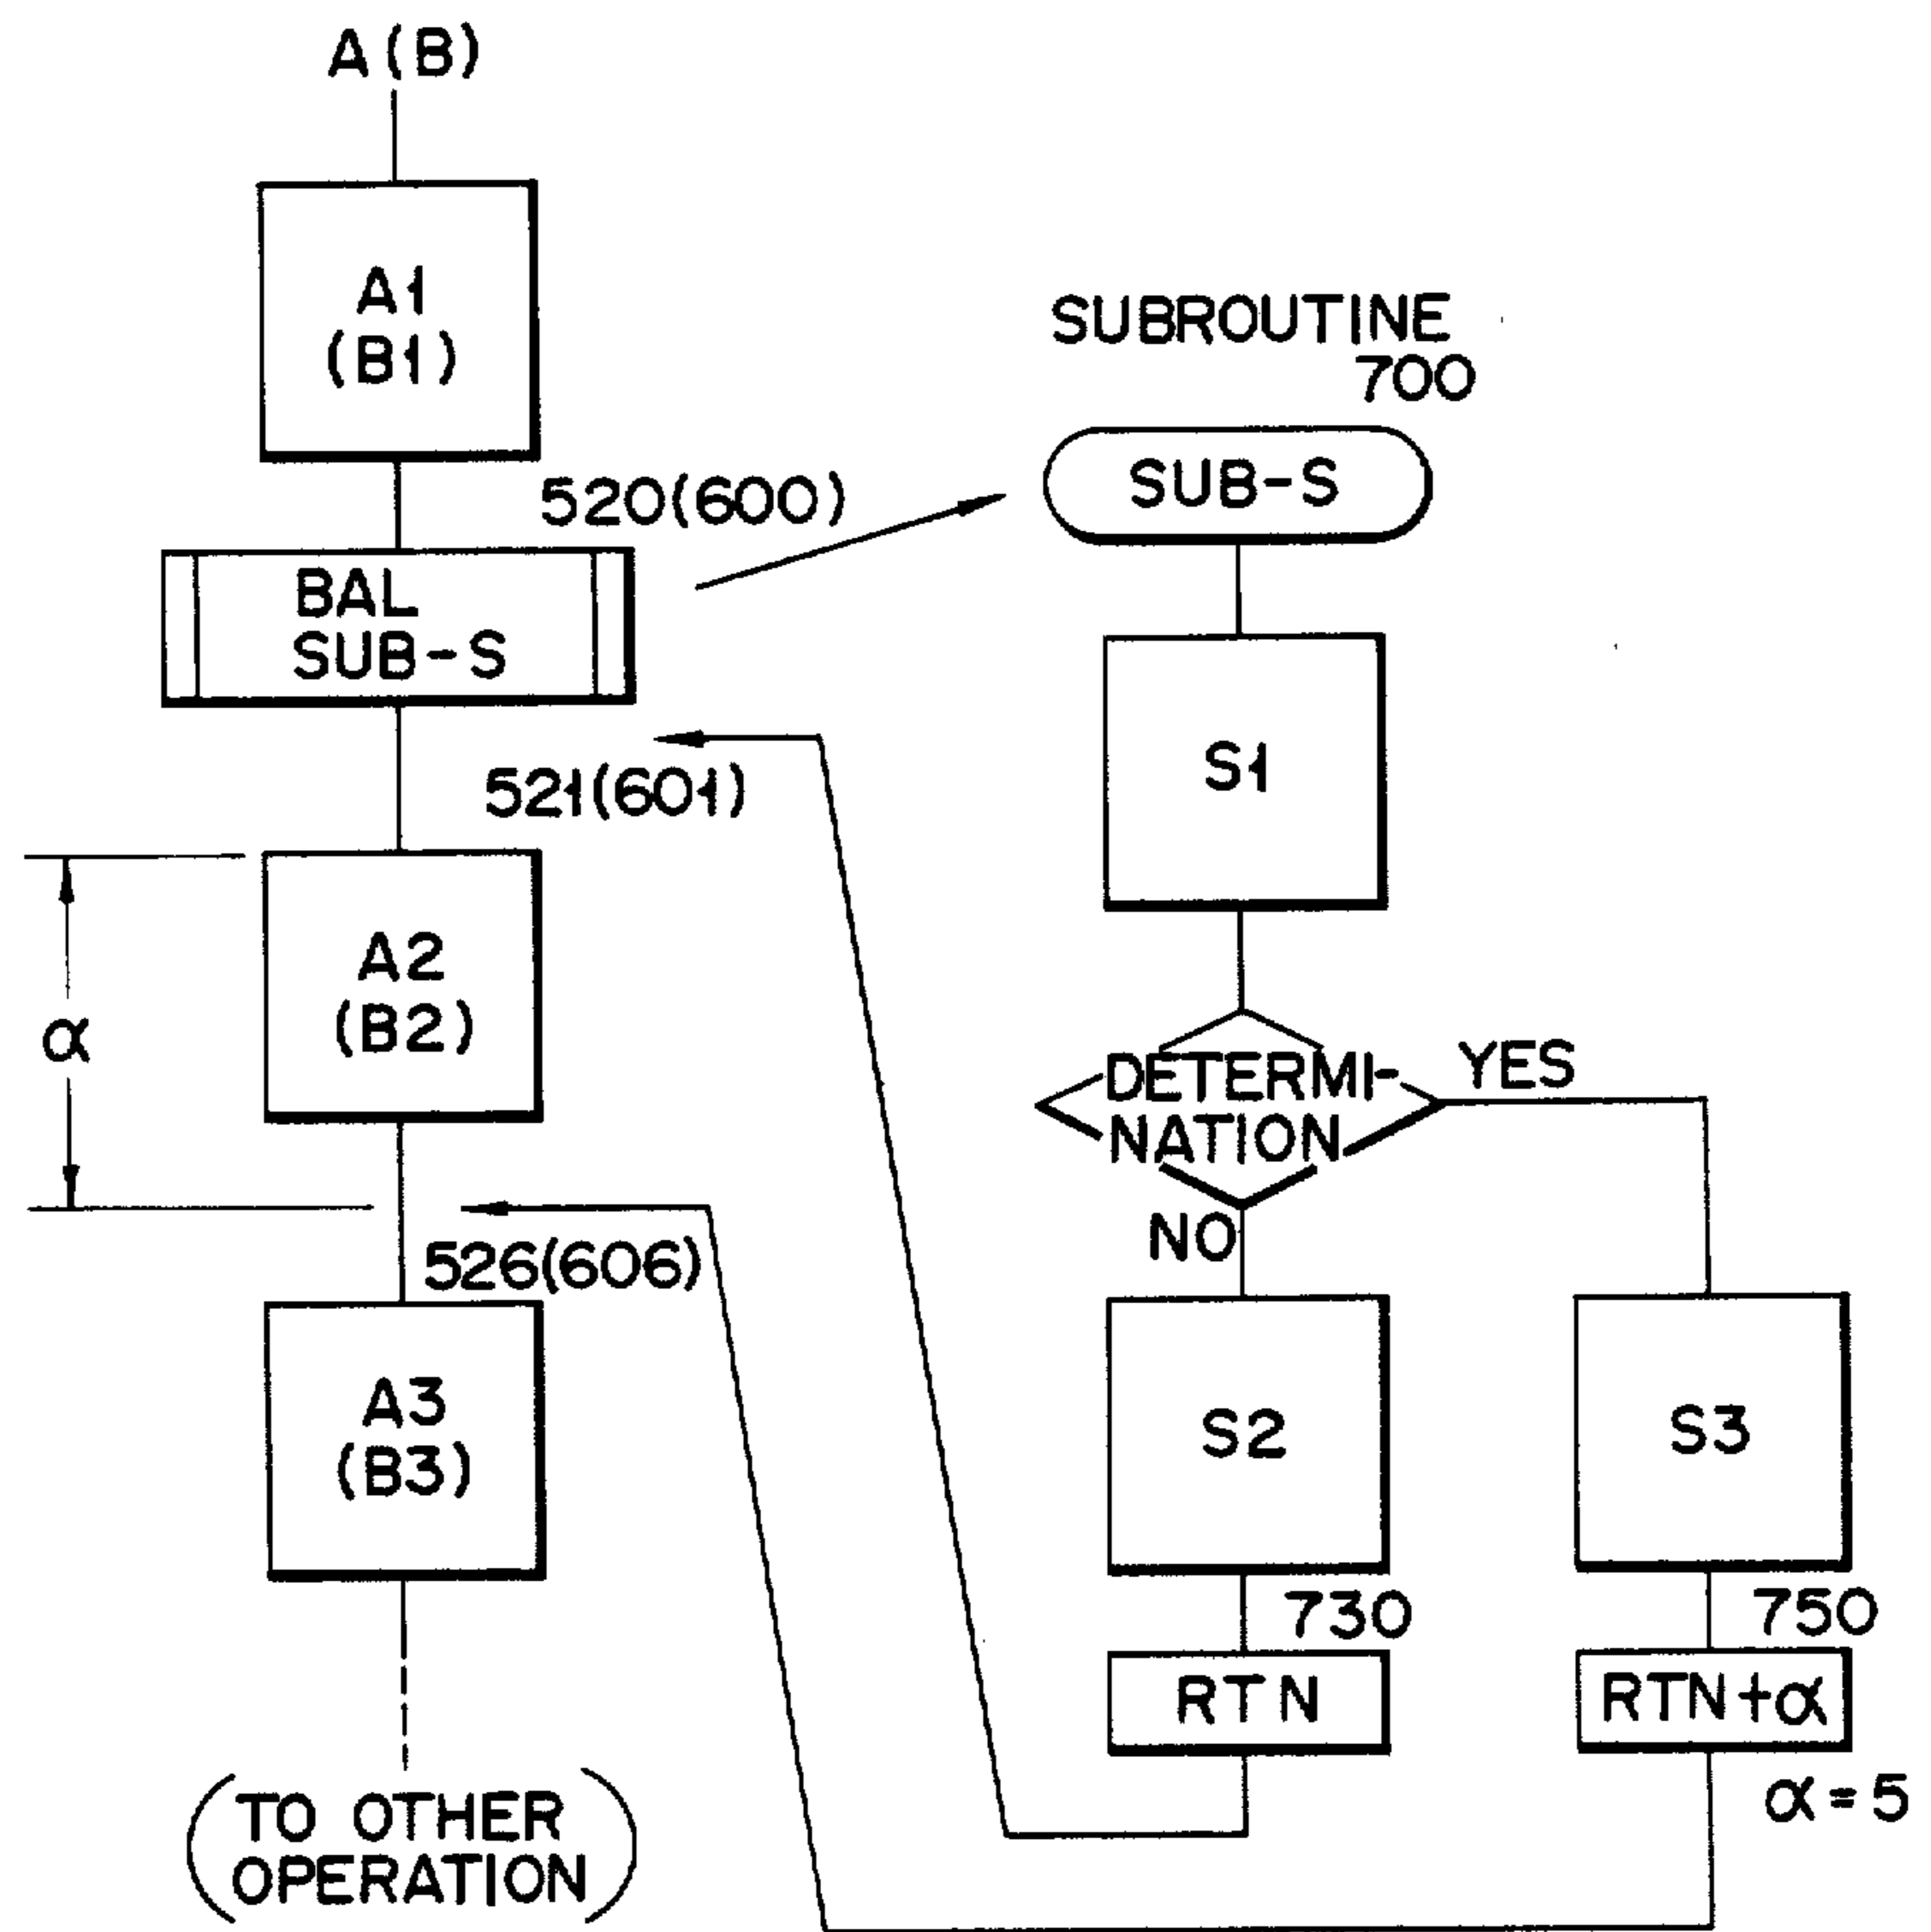 A(B)
A1
(B1)
520(600)
BAL
SUB-S
521(601)
α
A2
(B2)
526(606)
A3
(B3)
(TO OTHER
OPERATION)
SUBROUTINE
700
SUB-S
S1
DETERMI-
NATION
YES
NO
S2
S3
730
750
RTN
RTN+α
α=5